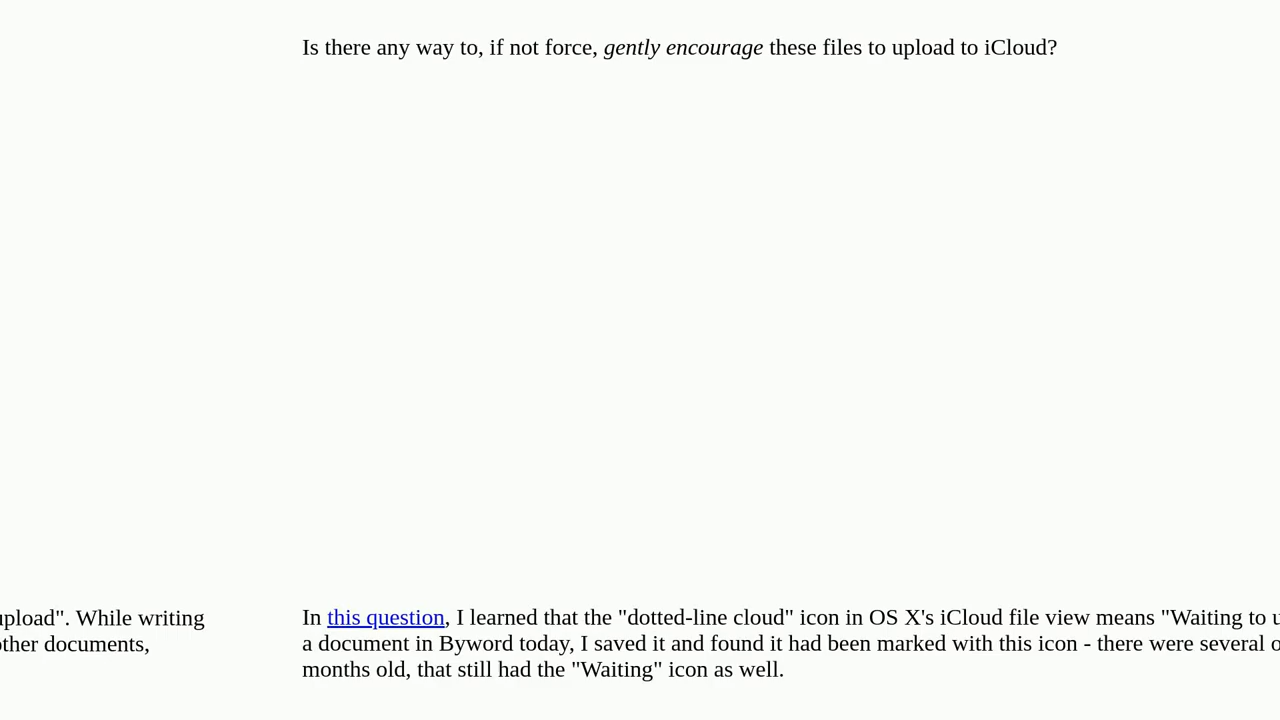 Is there any way to, if not force, gently encourage these files to upload to iCloud?
upload". While writing
other documents,
In this question, I learned that the "dotted-line cloud" icon in OS X's iCloud file view means "Waiting to
a document in Byword today, I saved it and found it had been marked with this icon - there were several
months old, that still had the "Waiting" icon as well.